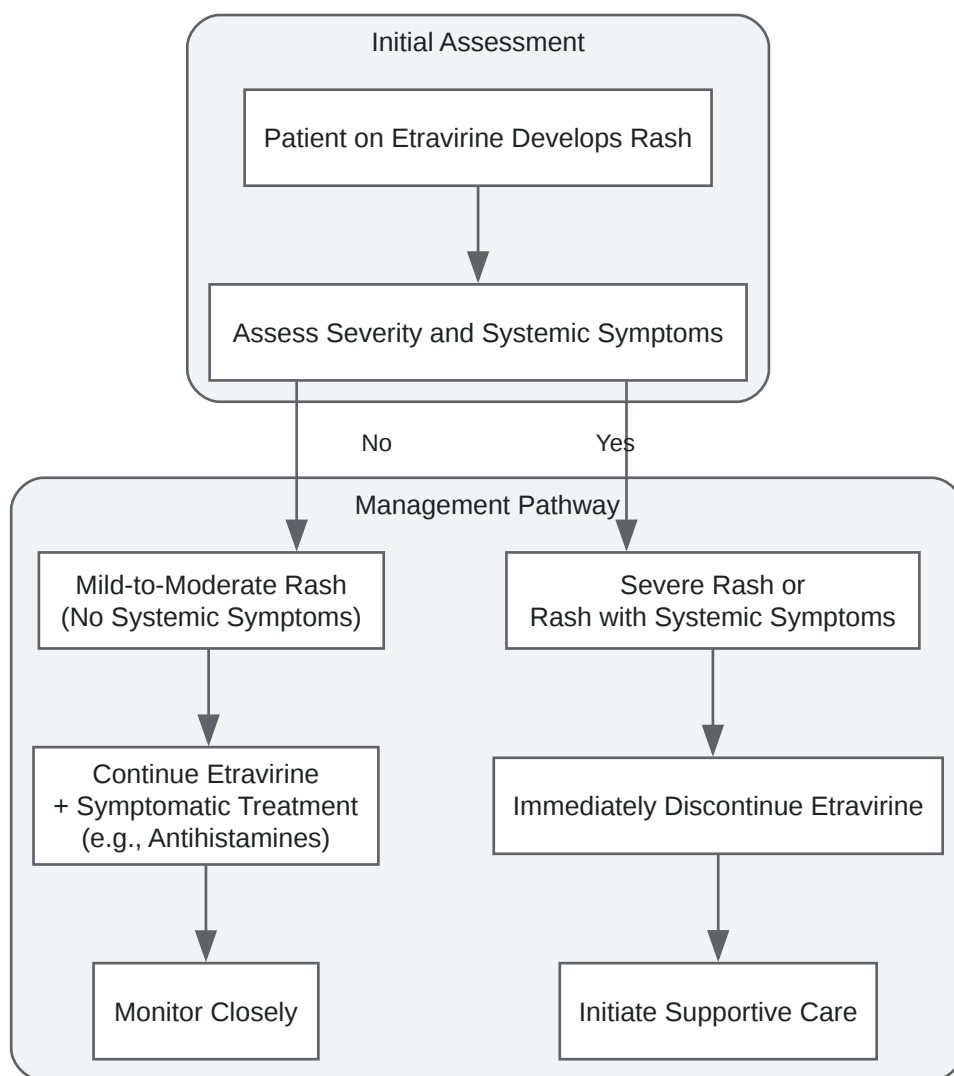 Initial Assessment
Patient on Etravirine Develops Rash
Assess Severity and Systemic Symptoms
No
Yes
Management Pathway
Mild-to-Moderate Rash
(No Systemic Symptoms)
Severe Rash or
Rash with Systemic Symptoms
Continue Etravirine
+ Symptomatic Treatment
(e.g., Antihistamines)
Immediately Discontinue Etravirine
Monitor Closely
Initiate Supportive Care